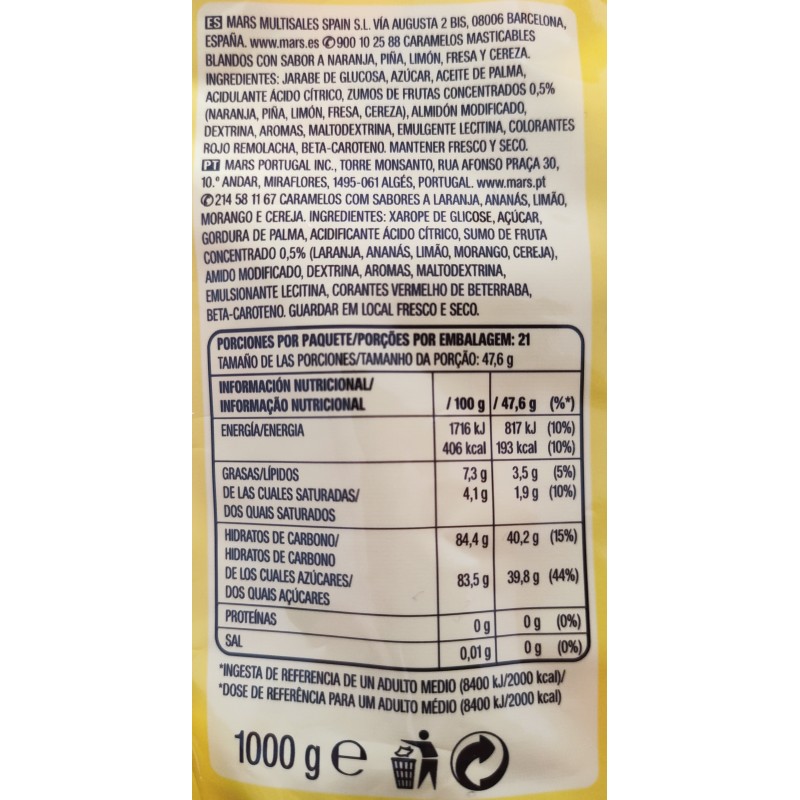 ES MARS MULTISALES SPAIN S.L. VÍA AUGUSTA 2 BIS, 08006 BARCELONA,
ESPAÑA. www.mars.es ✆900 10 25 88 CARAMELOS MASTICABLES
BLANDOS CON SABOR A NARANJA, PIÑA, LIMÓN, FRESA Y CEREZA.
INGREDIENTES: JARABE DE GLUCOSA, AZÚCAR, ACEITE DE PALMA,
ACIDULANTE ÁCIDO CÍTRICO, ZUMOS DE FRUTAS CONCENTRADOS 0,5%
(NARANJA, PIÑA, LIMÓN, FRESA, CEREZA), ALMIDÓN MODIFICADO,
DEXTRINA, AROMAS, MALTODEXTRINA, EMULGENTE LECITINA, COLORANTES
ROJO REMOLACHA, BETA-CAROTENO. MANTENER FRESCO Y SECO.
PT MARS PORTUGAL INC., TORRE MONSANTO, RUA AFONSO PRAÇA 30,
10.º ANDAR, MIRAFLORES, 1495-061 ALGÉS, PORTUGAL. www.mars.pt
✆214 58 11 67 CARAMELOS COM SABORES A LARANJA, ANANÁS, LIMÃO,
MORANGO E CEREJA. INGREDIENTES: XAROPE DE GLICOSE, AÇÚCAR,
GORDURA DE PALMA, ACIDIFICANTE ÁCIDO CÍTRICO, SUMO DE FRUTA
CONCENTRADO 0,5% (LARANJA, ANANÁS, LIMÃO, MORANGO, CEREJA),
AMIDO MODIFICADO, DEXTRINA, AROMAS, MALTODEXTRINA,
EMULSIONANTE LECITINA, CORANTES VERMELHO DE BETERRABA,
BETA-CAROTENO. GUARDAR EM LOCAL FRESCO E SECO.
PORCIONES POR PAQUETE/PORÇÕES POR EMBALAGEM: 21
TAMAÑO DE LAS PORCIONES/TAMANHO DA PORÇÃO: 47,6 g
INFORMACIÓN NUTRICIONAL/
INFORMAÇÃO NUTRICIONAL / 100 g / 47,6 g (%*)
ENERGÍA/ENERGIA 1716 kJ 817 kJ (10%)
406 kcal 193 kcal (10%)
GRASAS/LÍPIDOS 7,3 g 3,5 g (5%)
DE LAS CUALES SATURADAS/ 4,1 g 1,9 g (10%)
DOS QUAIS SATURADOS
HIDRATOS DE CARBONO/ 84,4 g 40,2 g (15%)
HIDRATOS DE CARBONO
DE LOS CUALES AZÚCARES/ 83,5 g 39,8 g (44%)
DOS QUAIS AÇÚCARES
PROTEÍNAS 0 g 0 g (0%)
SAL 0,01 g 0 g (0%)
*INGESTA DE REFERENCIA DE UN ADULTO MEDIO (8400 kJ/2000 kcal)/
*DOSE DE REFERÊNCIA PARA UM ADULTO MÉDIO (8400 kJ/2000 kcal)
1000 g ℮